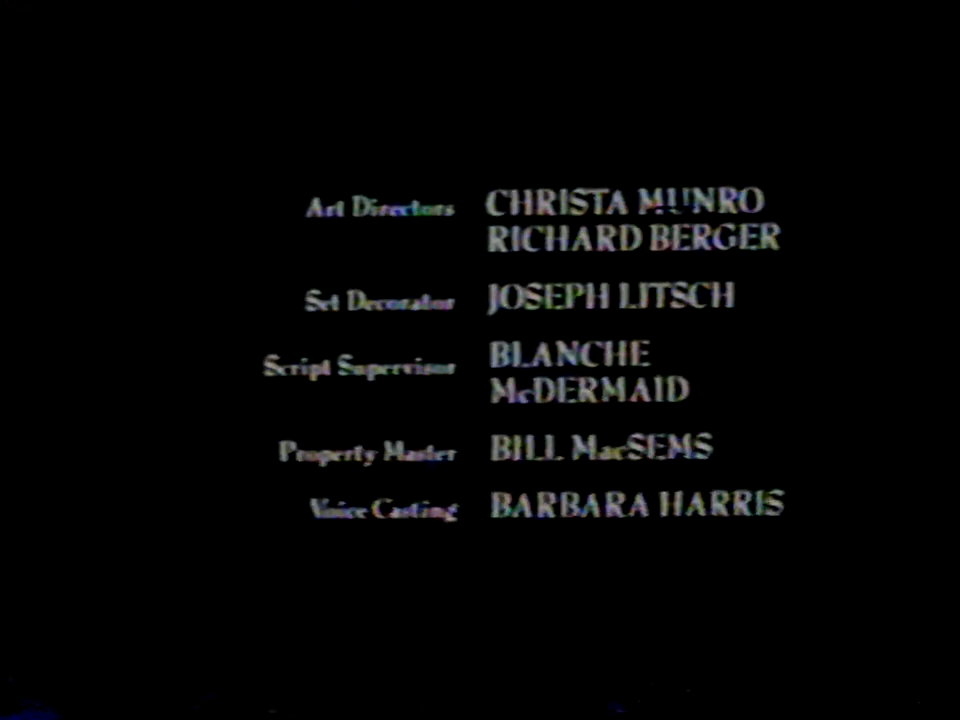 Art Directors CHRISTA MUNRO
RICHARD BERGER
Set Decorator JOSEPH LITSCH
Script Supervisor BLANCHE
McDERMAID
Property Master BILL MacSEMS
Voice Casting BARBARA HARRIS